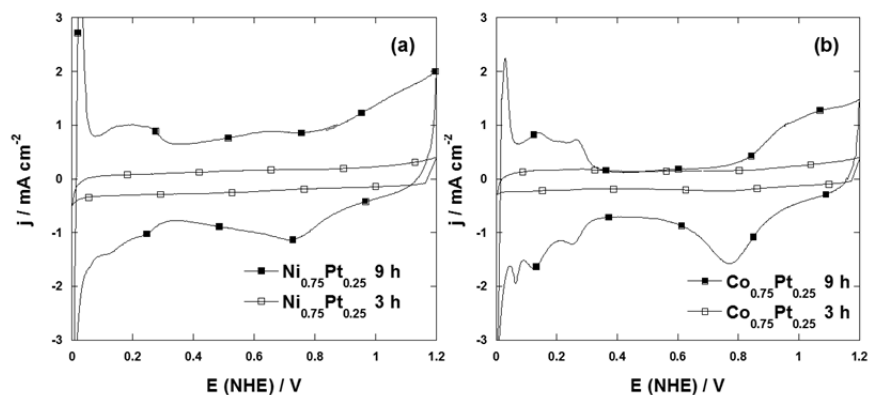 (a)
3
2
1
0
-1
-2
-3
j / mA cm⁻²
Ni₀.₇₅Pt₀.₂₅ 9 h
Ni₀.₇₅Pt₀.₂₅ 3 h
0 0.2 0.4 0.6 0.8 1 1.2
E (NHE) / V
(b)
3
2
1
0
-1
-2
-3
j / mA cm⁻²
Co₀.₇₅Pt₀.₂₅ 9 h
Co₀.₇₅Pt₀.₂₅ 3 h
0 0.2 0.4 0.6 0.8 1 1.2
E (NHE) / V